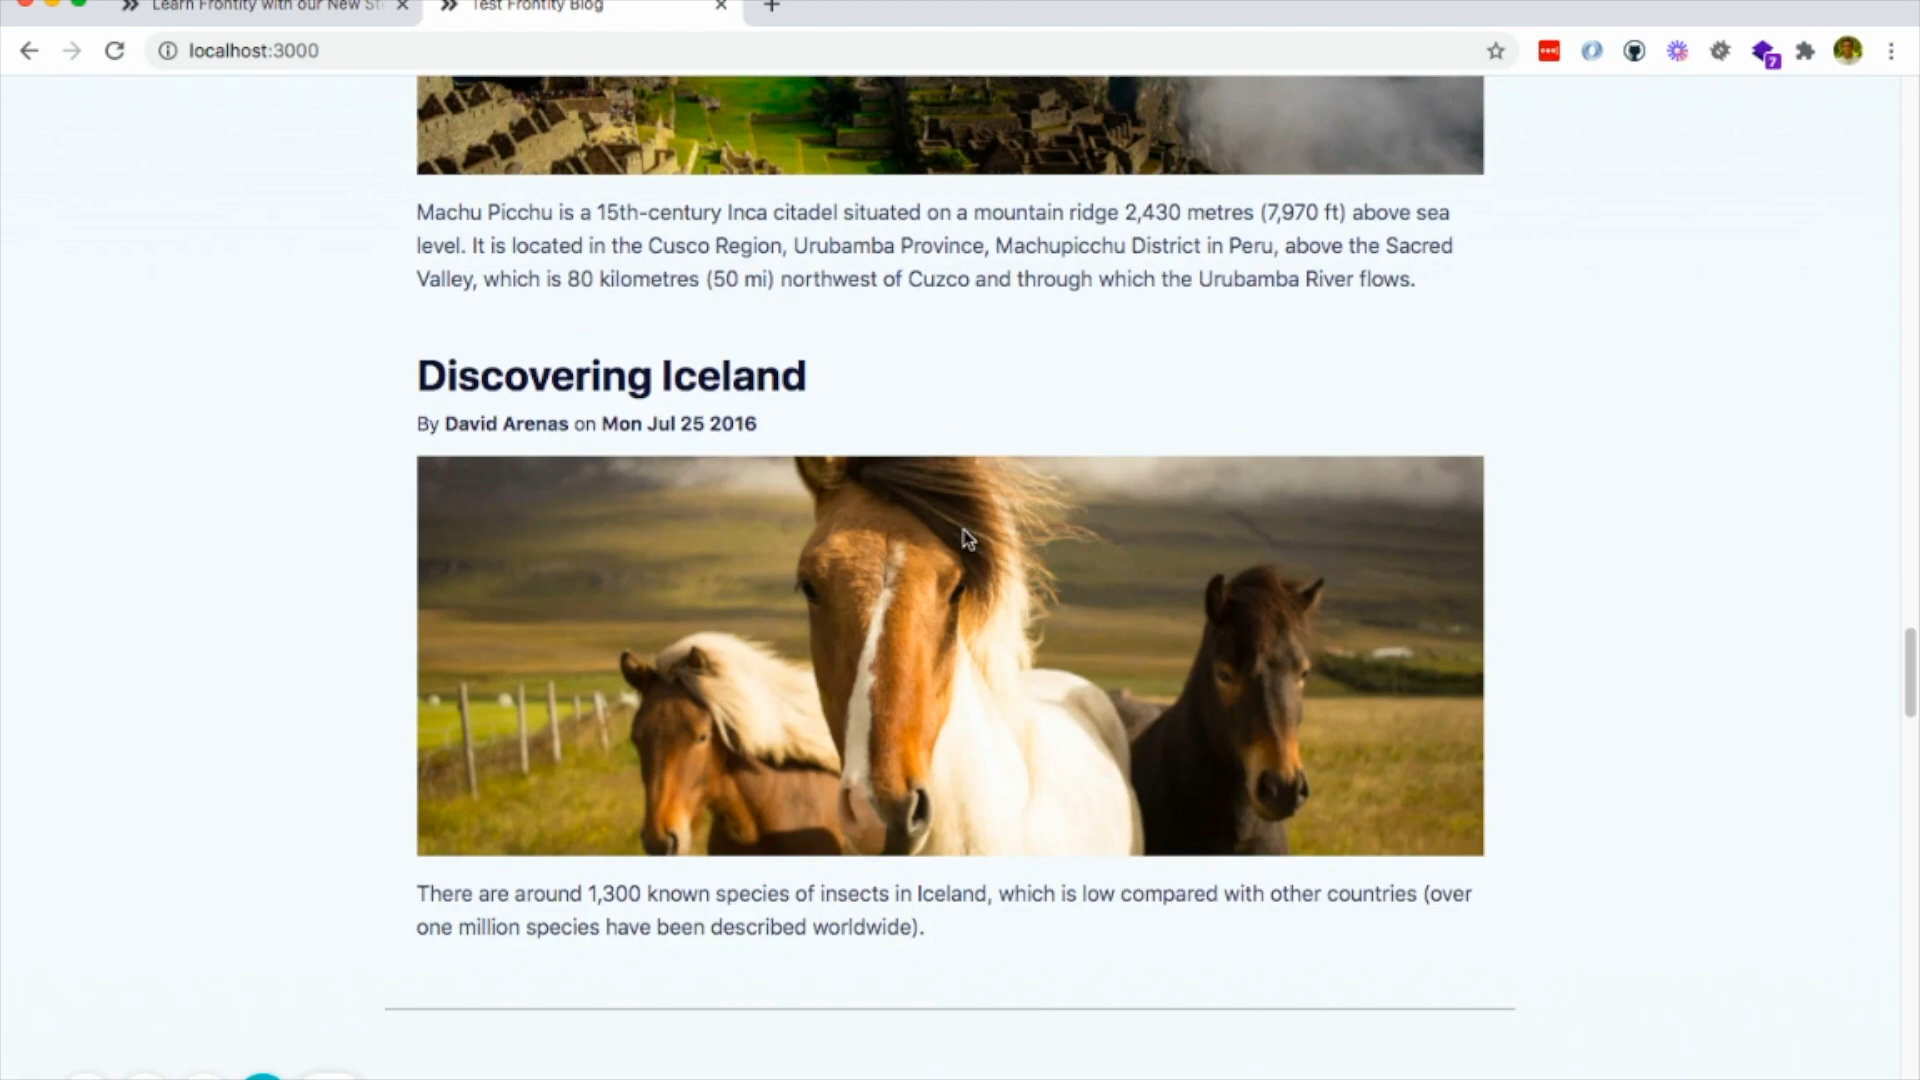 Learn Frontity with our New St
Test Frontity Blog
localhost:3000
7
Machu Picchu is a 15th-century Inca citadel situated on a mountain ridge 2,430 metres (7,970 ft) above sea
level. It is located in the Cusco Region, Urubamba Province, Machupicchu District in Peru, above the Sacred
Valley, which is 80 kilometres (50 mi) northwest of Cuzco and through which the Urubamba River flows.
Discovering Iceland
By David Arenas on Mon Jul 25 2016
There are around 1,300 known species of insects in Iceland, which is low compared with other countries (over
one million species have been described worldwide).